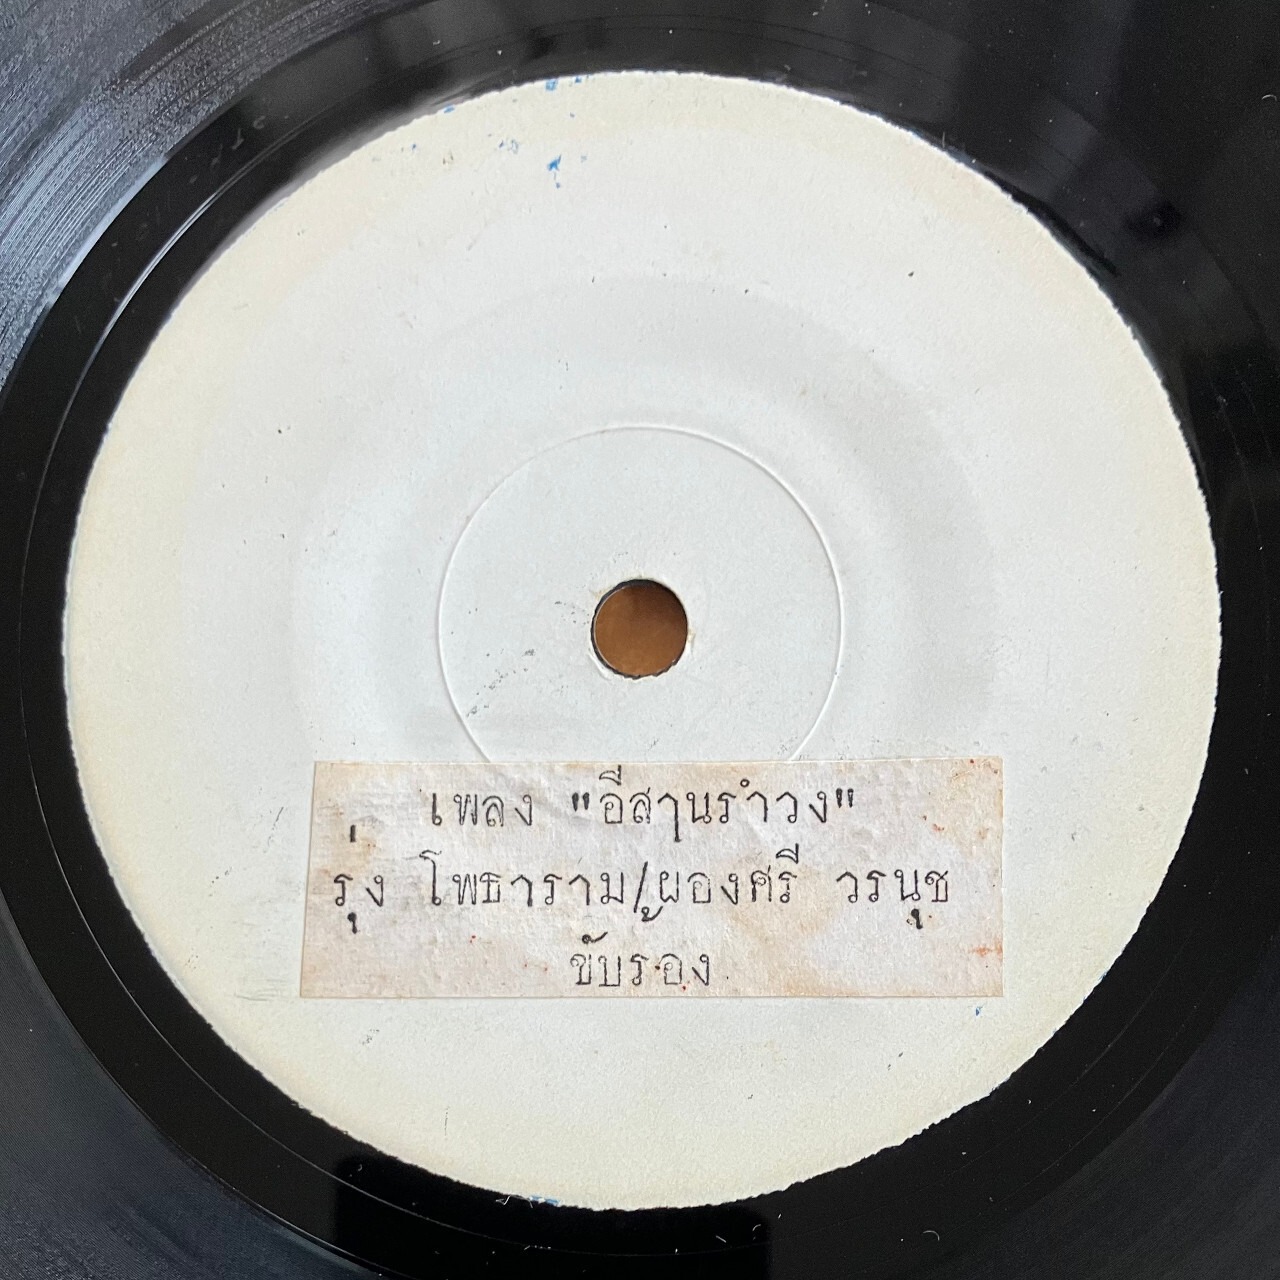 เพลง "อีสานรำวง"
รุ่ง โพธาราม/ผ่องศรี วรนุช
ขับร้อง